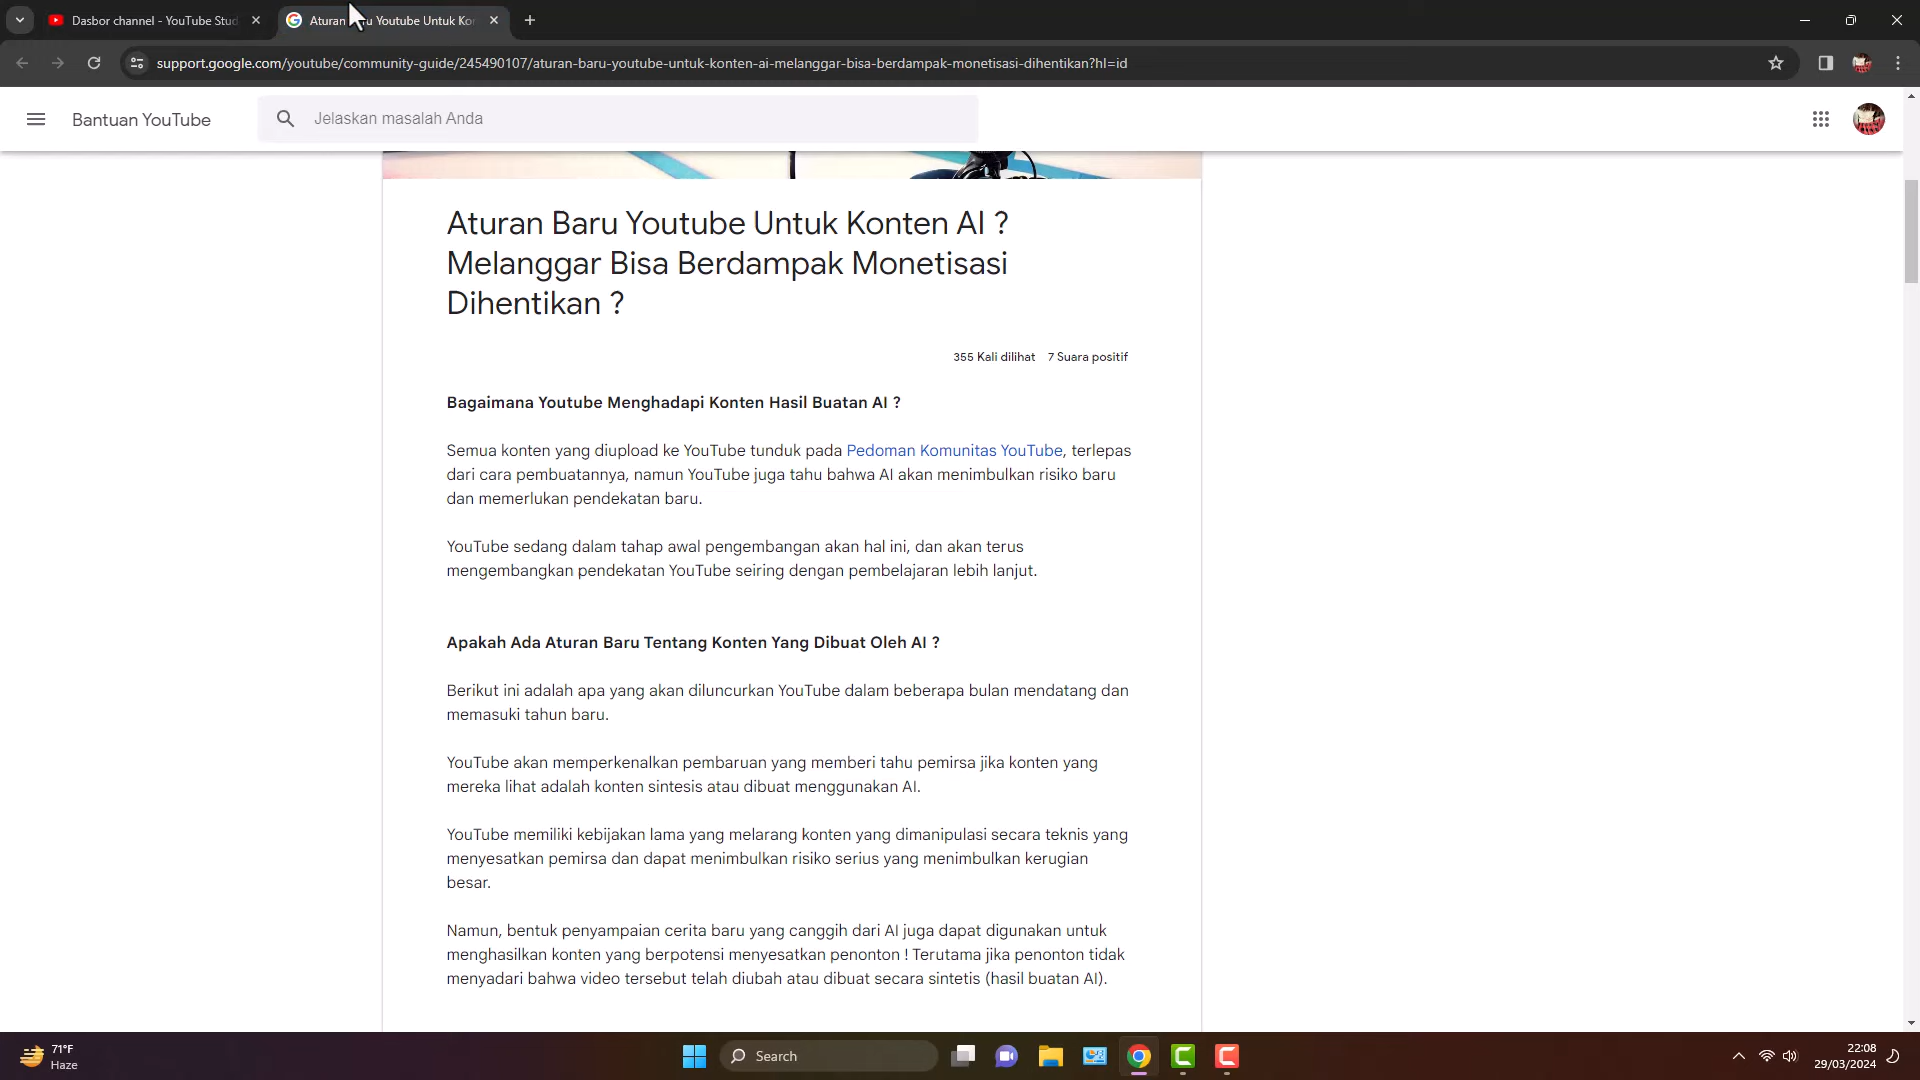 Dasbor channel - YouTube Stud
Youtube Untuk Ko
support.google.com/youtube/community-guide/245490107/aturan-baru-youtube-untuk-konten-ai-melanggar-bisa-berdampak-monetisasi-dihentikan?hl=id
Bantuan YouTube
Jelaskan masalah Anda
Aturan Baru Youtube Untuk Konten AI ?
Melanggar Bisa Berdampak Monetisasi
Dihentikan ?
355 Kali dilihat 7 Suara positif
Bagaimana Youtube Menghadapi Konten Hasil Buatan AI ?
Semua konten yang diupload ke YouTube tunduk pada Pedoman Komunitas YouTube, terlepas
dari cara pembuatannya, namun YouTube juga tahu bahwa AI akan menimbulkan risiko baru
dan memerlukan pendekatan baru.
YouTube sedang dalam tahap awal pengembangan akan hal ini, dan akan terus
mengembangkan pendekatan YouTube seiring dengan pembelajaran lebih lanjut.
Apakah Ada Aturan Baru Tentang Konten Yang Dibuat Oleh AI ?
Berikut ini adalah apa yang akan diluncurkan YouTube dalam beberapa bulan mendatang dan
memasuki tahun baru.
YouTube akan memperkenalkan pembaruan yang memberi tahu pemirsa jika konten yang
mereka lihat adalah konten sintesis atau dibuat menggunakan AI.
YouTube memiliki kebijakan lama yang melarang konten yang dimanipulasi secara teknis yang
menyesatkan pemirsa dan dapat menimbulkan risiko serius yang menimbulkan kerugian
besar.
Namun, bentuk penyampaian cerita baru yang canggih dari AI juga dapat digunakan untuk
menghasilkan konten yang berpotensi menyesatkan penonton ! Terutama jika penonton tidak
menyadari bahwa video tersebut telah diubah atau dibuat secara sintetis (hasil buatan AI).
71°F
Haze
Search
22:08
29/03/2024